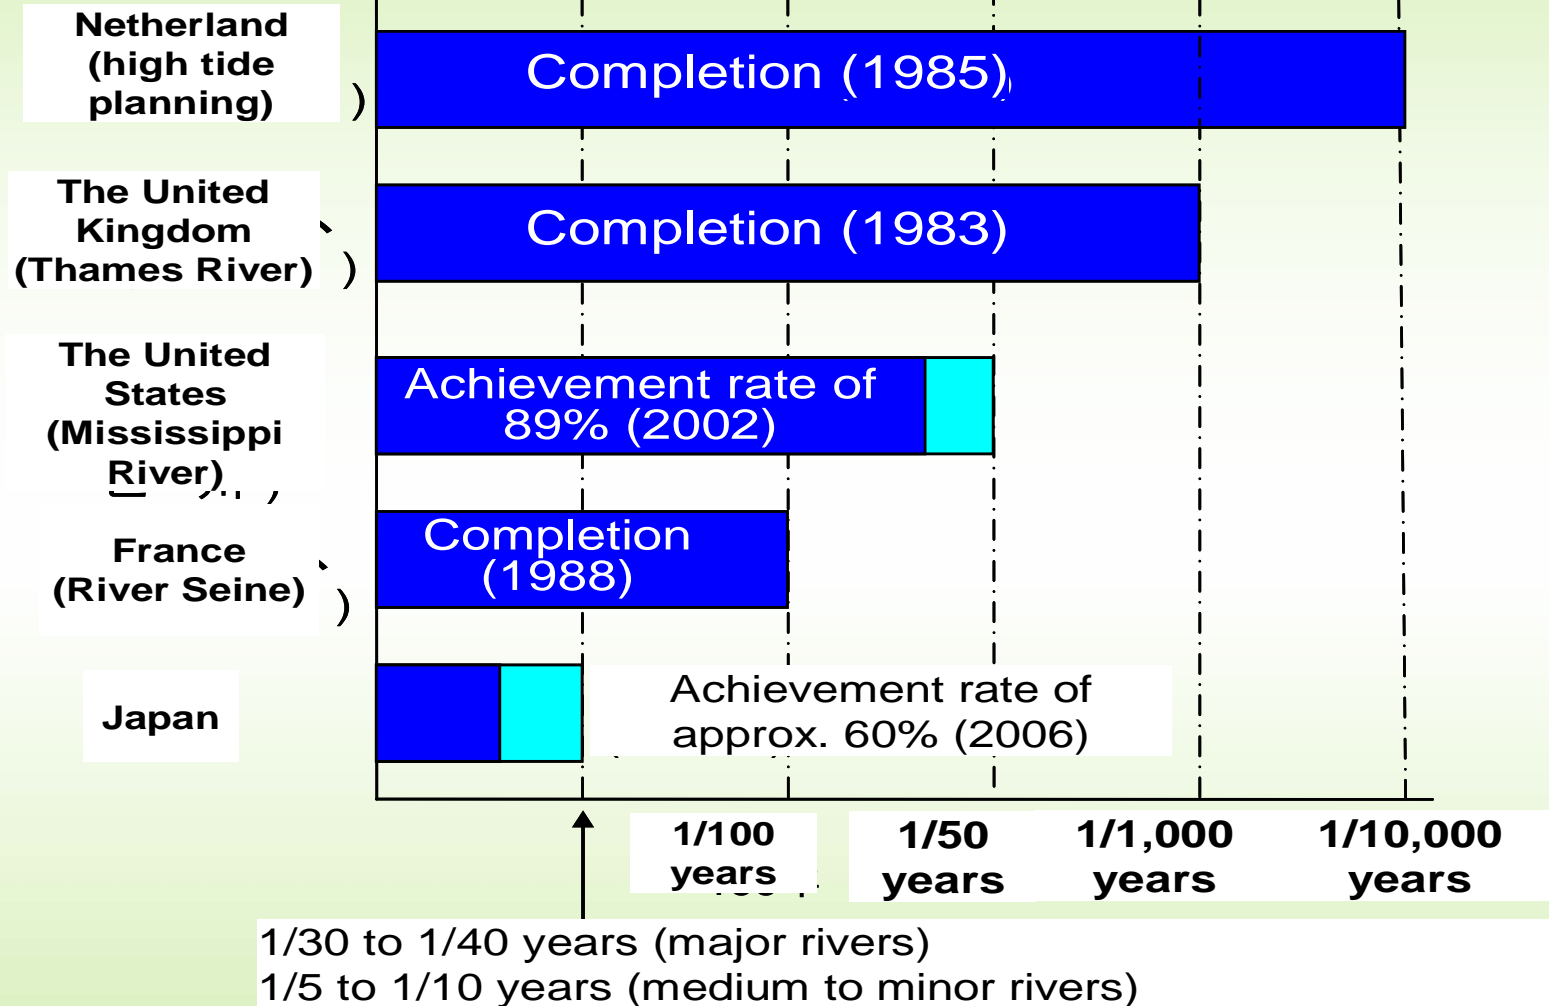 Netherland
(high tide
planning)
)
Completion (1985)
The United
Kingdom
(Thames River)
)
Completion (1983)
The United
States
(Mississippi
River)
Achievement rate of
89% (2002)
France
(River Seine)
)
Completion
(1988)
Japan
Achievement rate of
approx. 60% (2006)
1/100
years
1/50
years
1/1,000
years
1/10,000
years
1/30 to 1/40 years (major rivers)
1/5 to 1/10 years (medium to minor rivers)